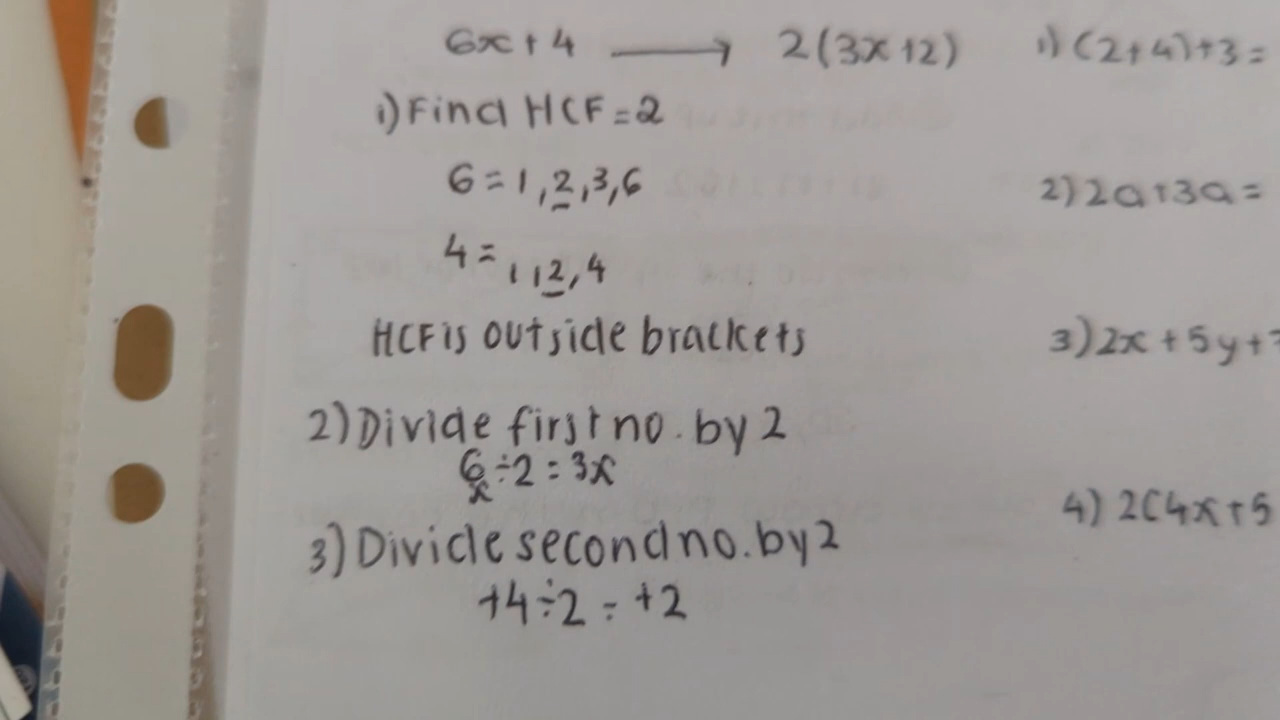 6x+4 ⟶ 2(3x+2)
1) Find HCF = 2
6 = 1, 2, 3, 6
4 = 1, 2, 4
HCF is outside brackets
2) Divide first no. by 2
6x ÷ 2 = 3x
3) Divide second no. by 2
+4 ÷ 2 = +2
1) (2+4)+3 =
2) 2a+3a =
3) 2x + 5y +
4) 2(4x+5